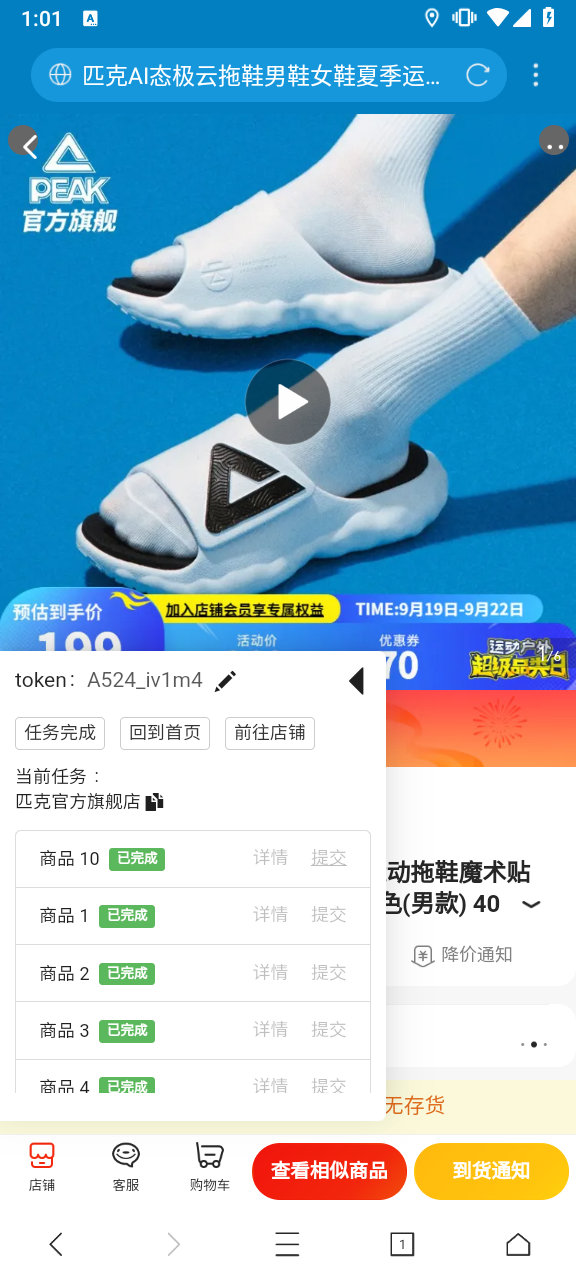 1:01
A
匹克AI态极云拖鞋男鞋女鞋夏季运...
PEAK
官方旗舰
预估到手价
加入店铺会员享专属权益
TIME:9月19日-9月22日
199
活动价
优惠券
70
运动户外
超级品类日
1/6
token： A524_iv1m4
任务完成
回到首页
前往店铺
当前任务：
匹克官方旗舰店
商品 10 已完成 详情 提交
商品 1 已完成 详情 提交
商品 2 已完成 详情 提交
商品 3 已完成 详情 提交
商品 4 已完成 详情 提交
动拖鞋魔术贴
色(男款) 40
降价通知
无存货
店铺
客服
购物车
查看相似商品
到货通知
1